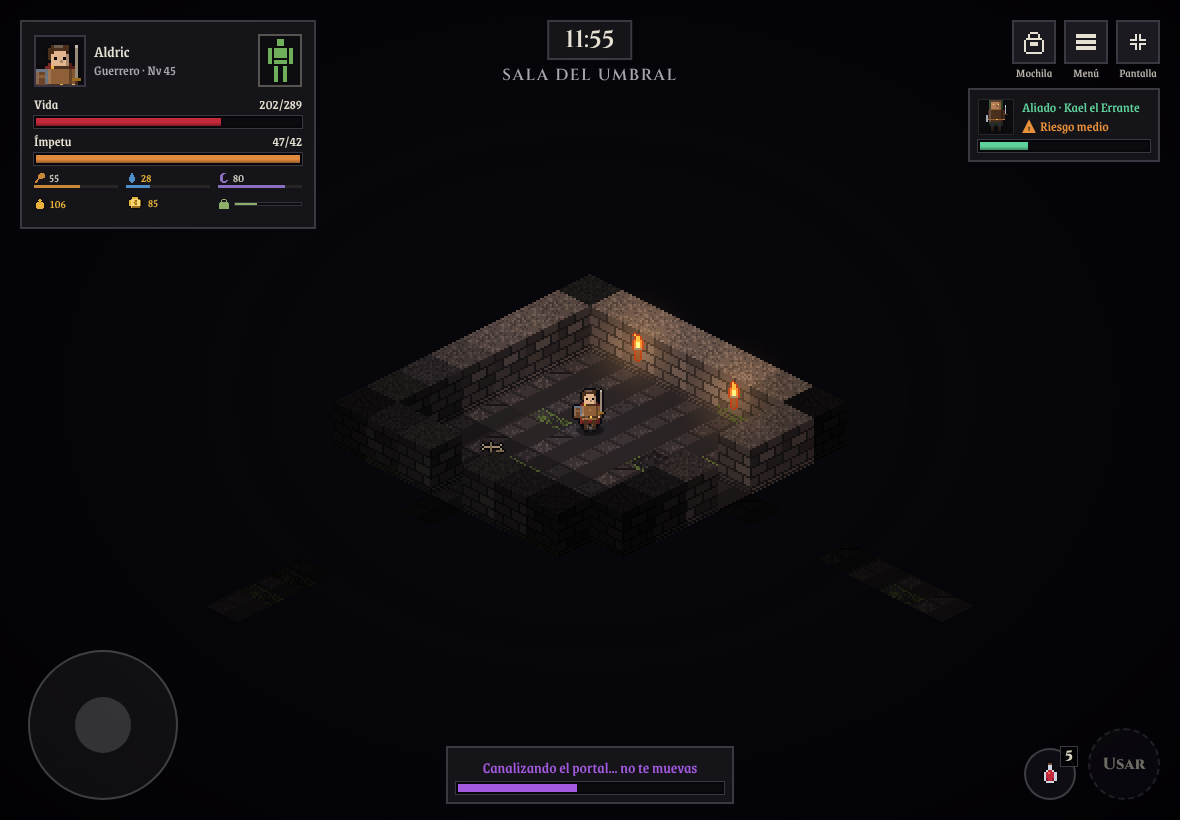 Aldric
Guerrero · Nv 45
Vida 202/289
Ímpetu 47/42
55 28 80
106 85
11:55
SALA DEL UMBRAL
Mochila Menú Pantalla
Aliado · Kael el Errante
Riesgo medio
Canalizando el portal... no te muevas
5
USAR